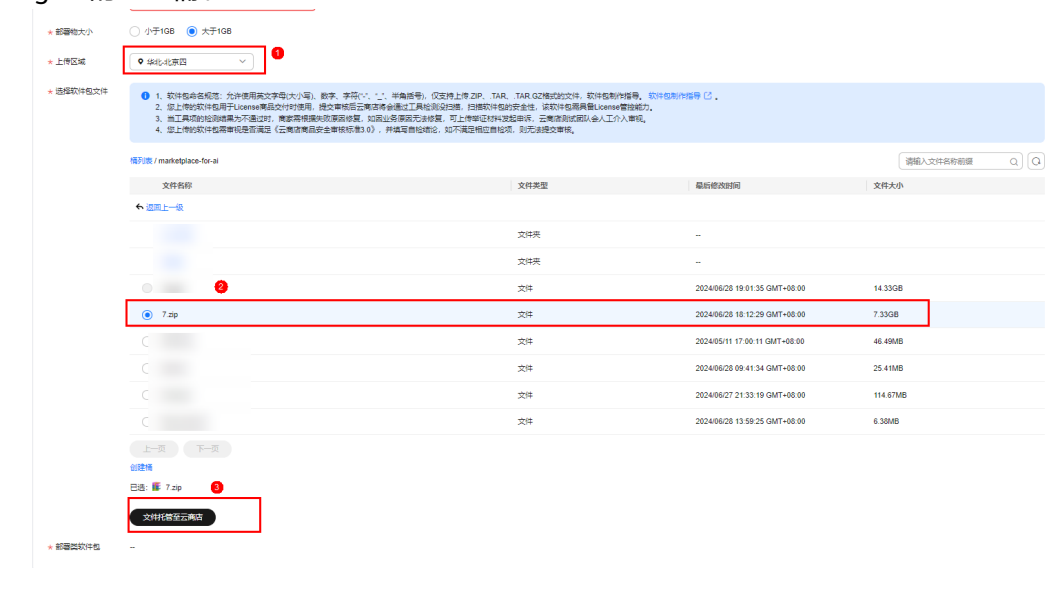 * 部署物大小 小于1GB 大于1GB
* 上传区域 华北-北京四 1
* 选择软件包文件
1、软件包命名规范：允许使用英文字母(大小写)、数字、字符("-"、"_"、半角括号)，仅支持上传.ZIP、.TAR、.TAR.GZ格式的文件，软件包制作指导。 软件包制作指导 。
2、您上传的软件包用于License商品交付时使用，提交审核后云商店将会通过工具检测没扫描，扫描软件包的安全性，该软件包需具备License管控能力。
3、当工具项的检测结果为不通过时，商家需根据失败原因修复，如因业务原因无法修复，可上传举证材料发起申诉，云商店测试团队会人工介入审视。
4、您上传的软件包需审视是否满足《云商店商品安全审核标准3.0》，并填写自检结论，如不满足相应自检项，则无法提交审核。
桶列表 / marketplace-for-ai 请输入文件名称前缀
文件名称 文件类型 最后修改时间 文件大小
返回上一级
文件夹 --
文件夹 --
2 文件 2024/06/28 19:01:35 GMT+08:00 14.33GB
7.zip 文件 2024/06/28 18:12:29 GMT+08:00 7.33GB
文件 2024/05/11 17:00:11 GMT+08:00 46.49MB
文件 2024/06/28 09:41:34 GMT+08:00 25.41MB
文件 2024/06/27 21:33:19 GMT+08:00 114.67MB
文件 2024/06/28 13:59:25 GMT+08:00 6.38MB
上一页 下一页
创建桶
已选: 7.zip 3
文件托管至云商店
* 部署类软件包 --